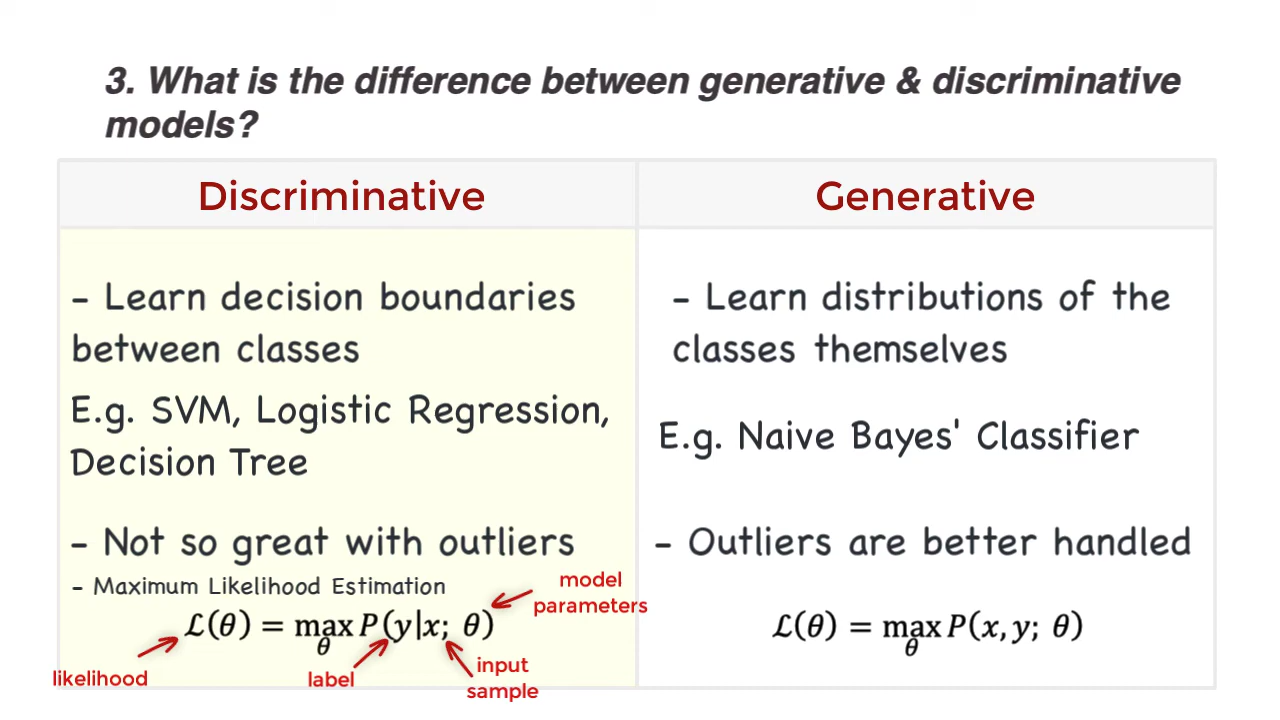 3. What is the difference between generative & discriminative
models?
Discriminative
- Learn decision boundaries
between classes
E.g. SVM, Logistic Regression,
Decision Tree
- Not so great with outliers
- Maximum Likelihood Estimation
ℒ(θ) = max P(y|x; θ)
θ
model
parameters
likelihood
label
input
sample
Generative
- Learn distributions of the
classes themselves
E.g. Naive Bayes' Classifier
- Outliers are better handled
ℒ(θ) = max P(x, y; θ)
θ